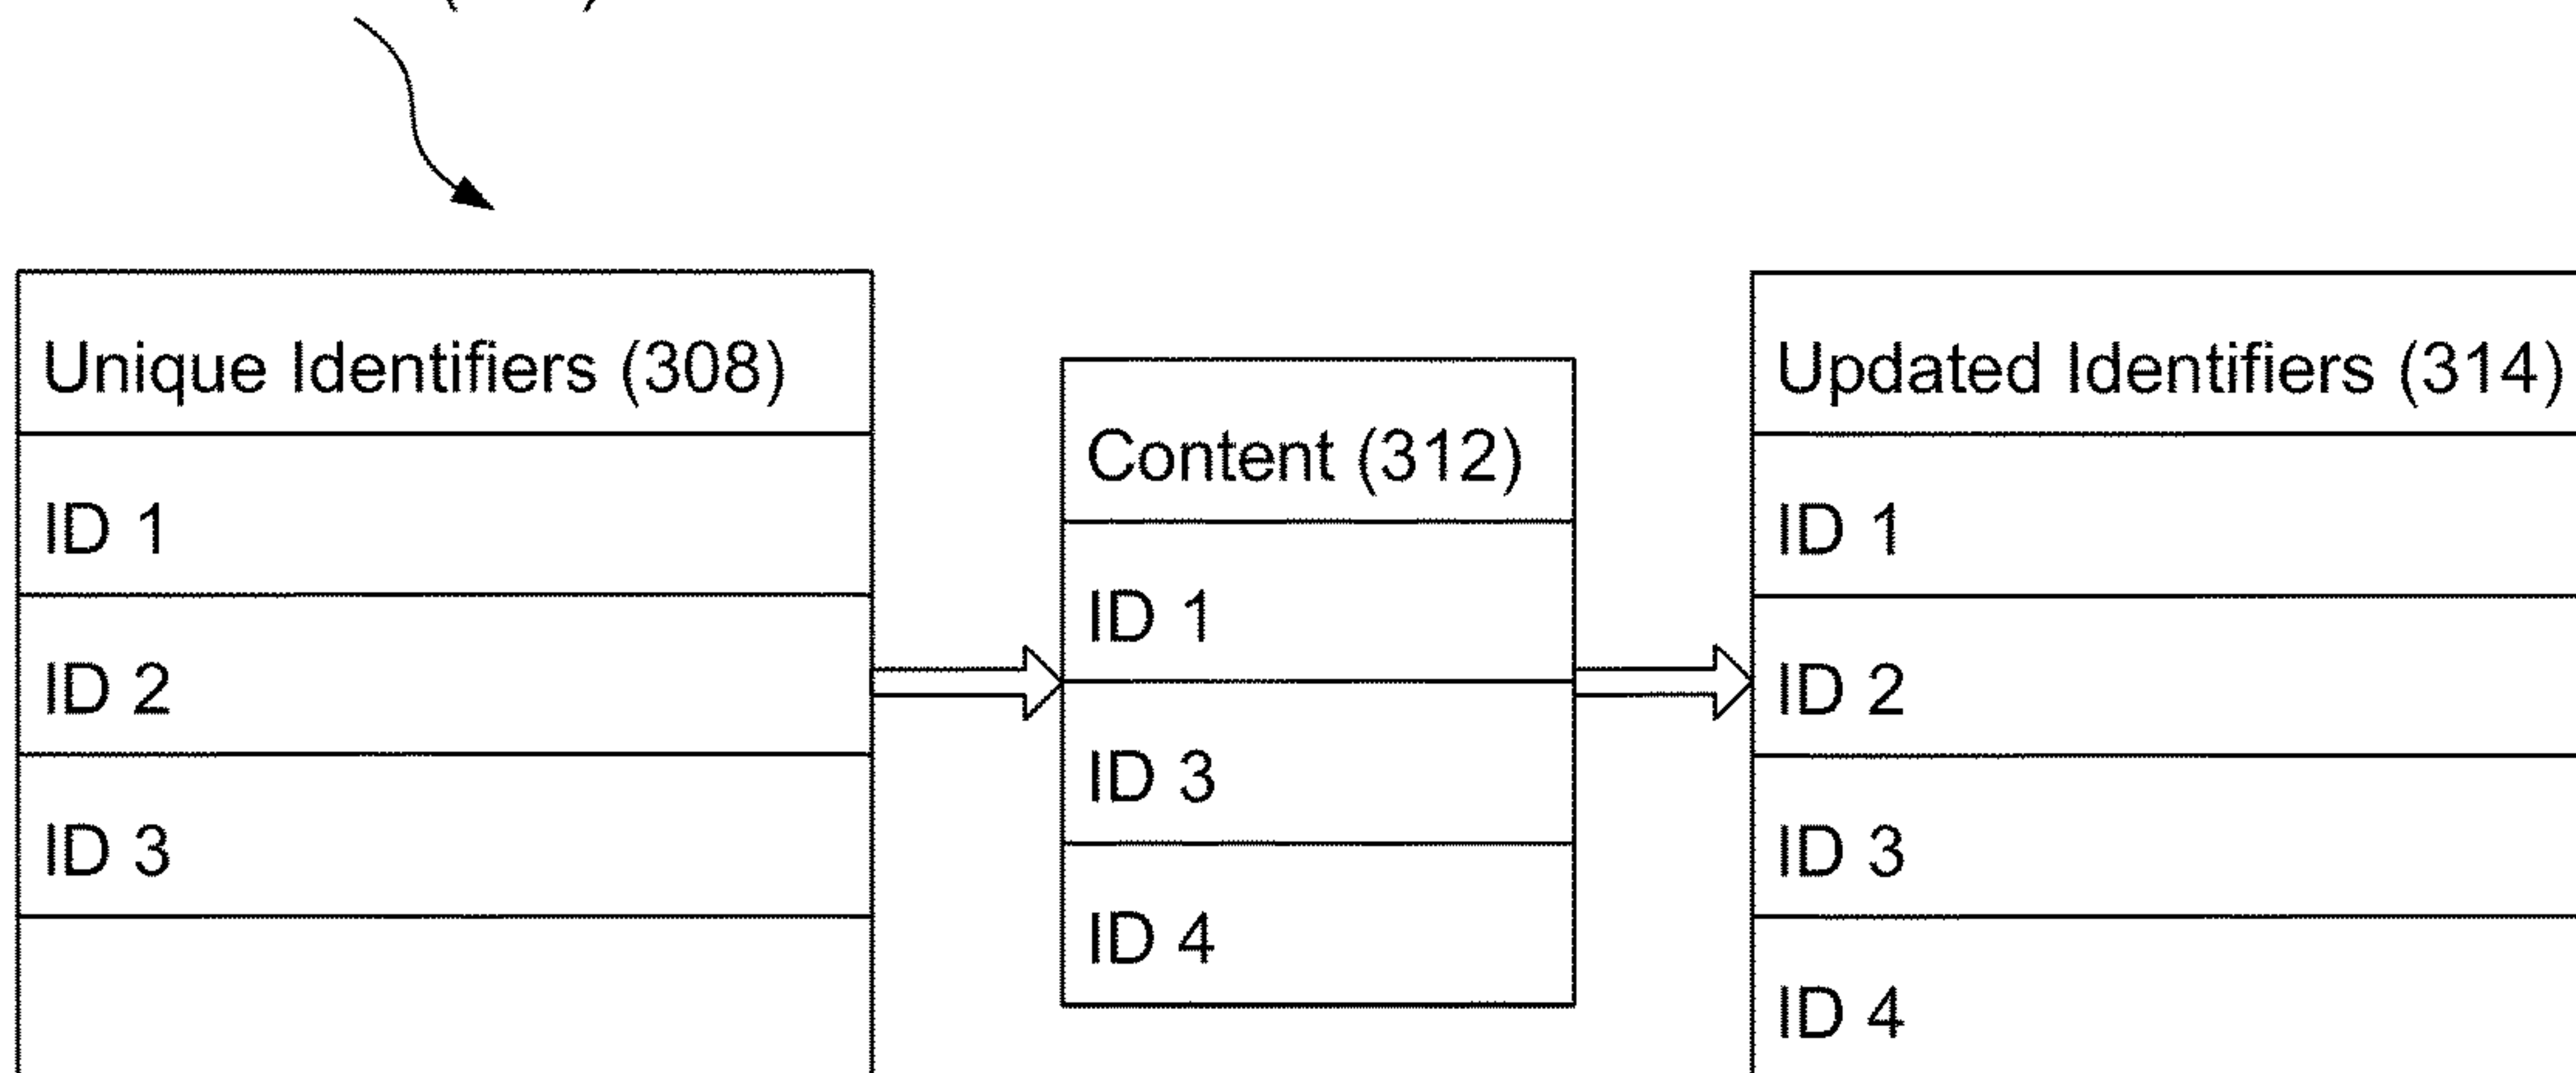 Unique Identifiers (308)
ID 1
ID 2
ID 3
Content (312)
ID 1
ID 3
ID 4
Updated Identifiers (314)
ID 1
ID 2
ID 3
ID 4